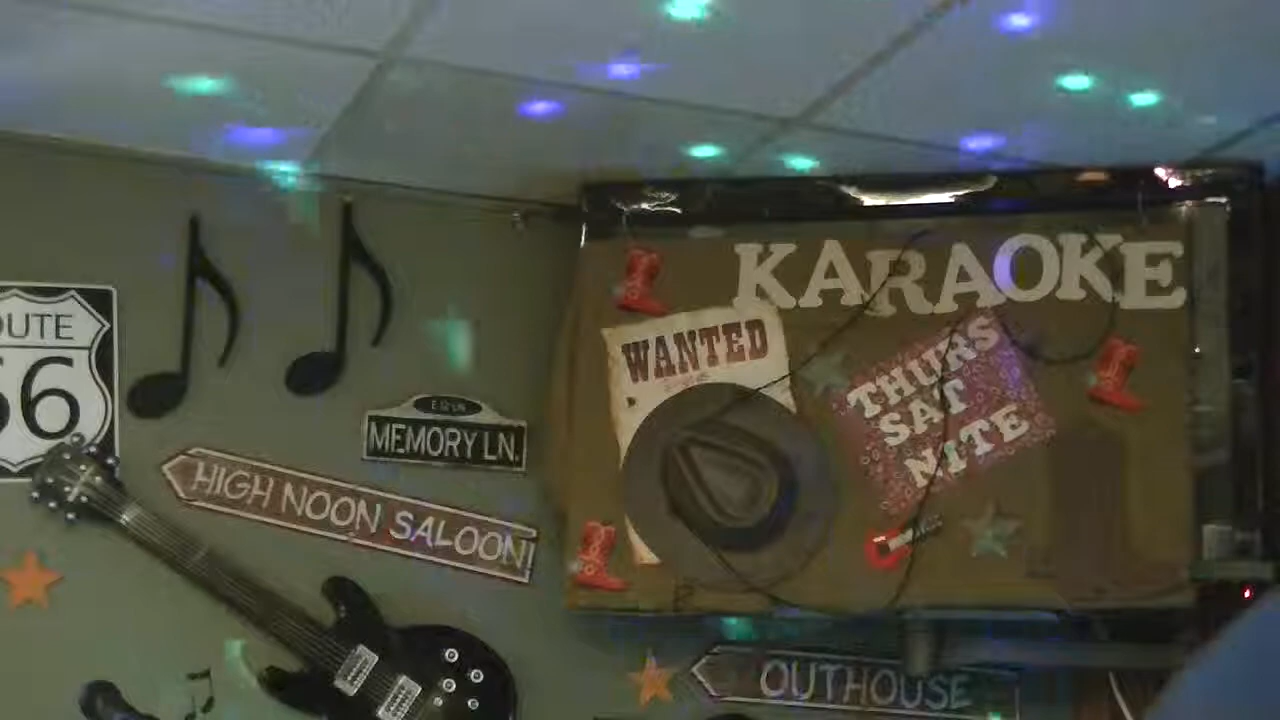 OUTE
66
MEMORY LN.
HIGH NOON SALOON
KARAOKE
WANTED
THURS
SAT
NITE
OUTHOUSE